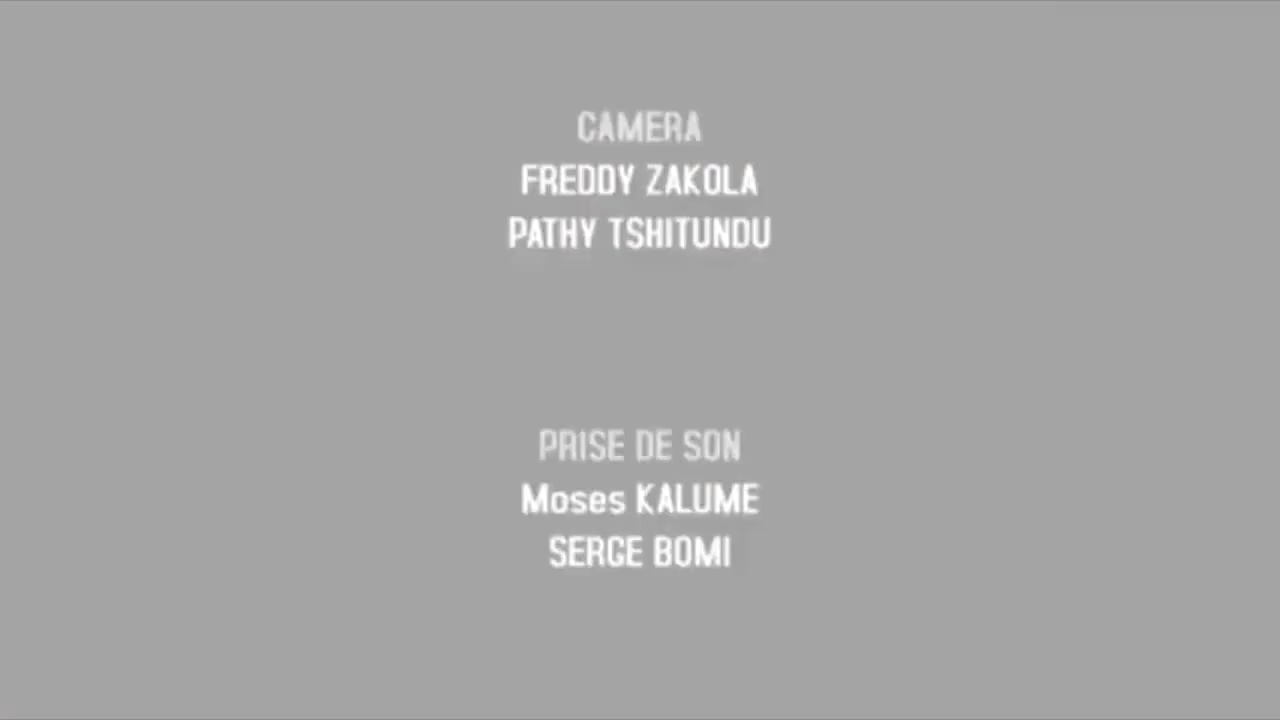 CAMERA
FREDDY ZAKOLA
PATHY TSHITUNDU
PRISE DE SON
Moses KALUME
SERGE BOMI